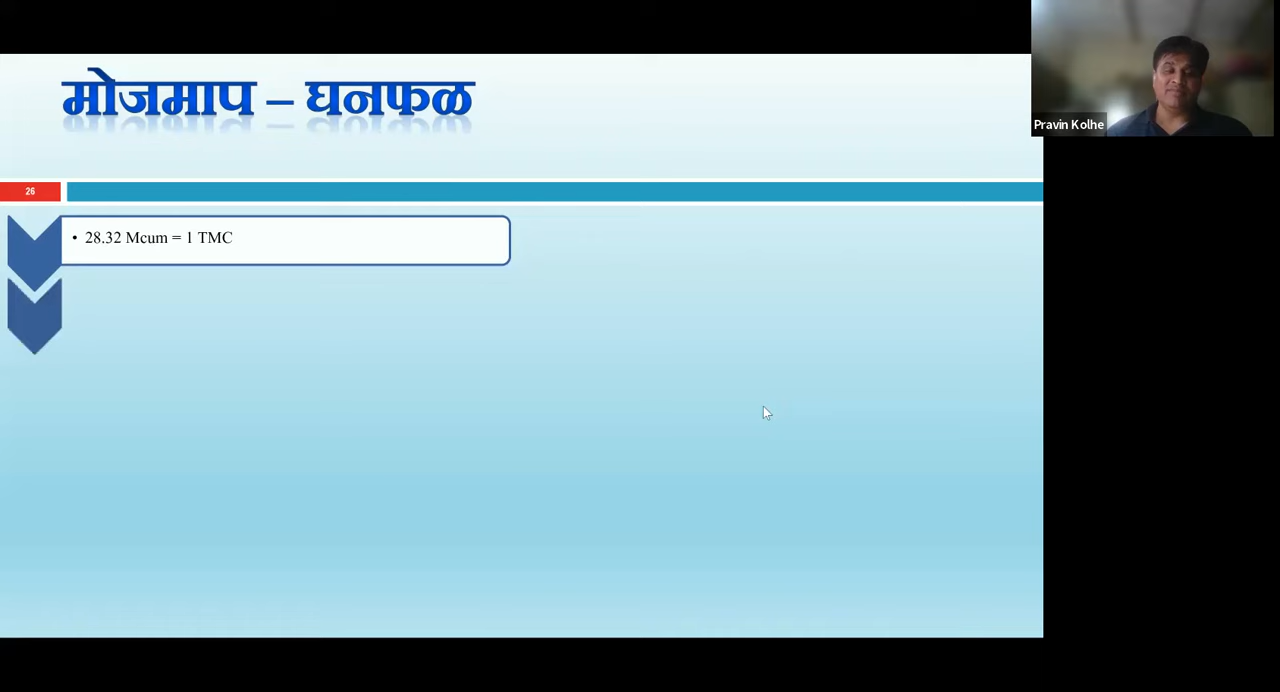 मोजमाप – घनफळ
Pravin Kolhe
26
• 28.32 Mcum = 1 TMC